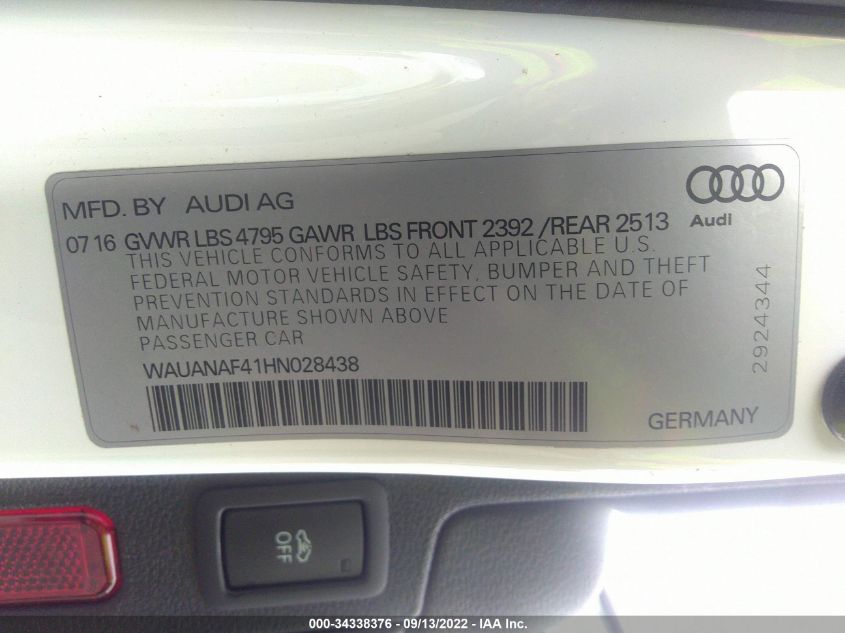 MFD. BY AUDI AG
Audi
07 16 GVWR LBS 4795 GAWR LBS FRONT 2392 /REAR 2513
THIS VEHICLE CONFORMS TO ALL APPLICABLE U.S.
FEDERAL MOTOR VEHICLE SAFETY, BUMPER AND THEFT
PREVENTION STANDARDS IN EFFECT ON THE DATE OF
MANUFACTURE SHOWN ABOVE
PASSENGER CAR
WAUANAF41HN028438
2924344
GERMANY
OFF
000-34338376 - 09/13/2022 - IAA Inc.